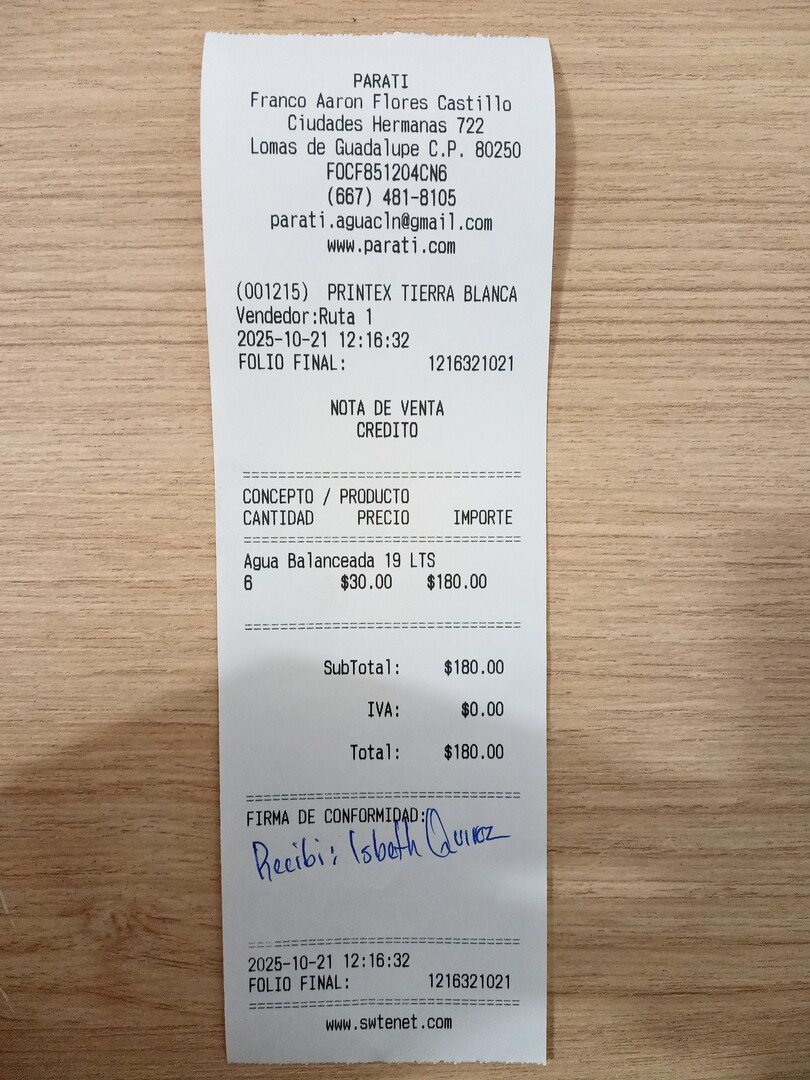 PARATI
Franco Aaron Flores Castillo
Ciudades Hermanas 722
Lomas de Guadalupe C.P. 80250
FOCF851204CN6
(667) 481-8105
parati.aguacln@gmail.com
www.parati.com
(001215) PRINTEX TIERRA BLANCA
Vendedor:Ruta 1
2025-10-21 12:16:32
FOLIO FINAL: 1216321021
NOTA DE VENTA
CREDITO
================================
CONCEPTO / PRODUCTO
CANTIDAD PRECIO IMPORTE
================================
Agua Balanceada 19 LTS
6 $30.00 $180.00
================================
SubTotal: $180.00
IVA: $0.00
Total: $180.00
================================
FIRMA DE CONFORMIDAD:
Recibi: Isbeth Quiroz
================================
2025-10-21 12:16:32
FOLIO FINAL: 1216321021
================================
www.swtenet.com